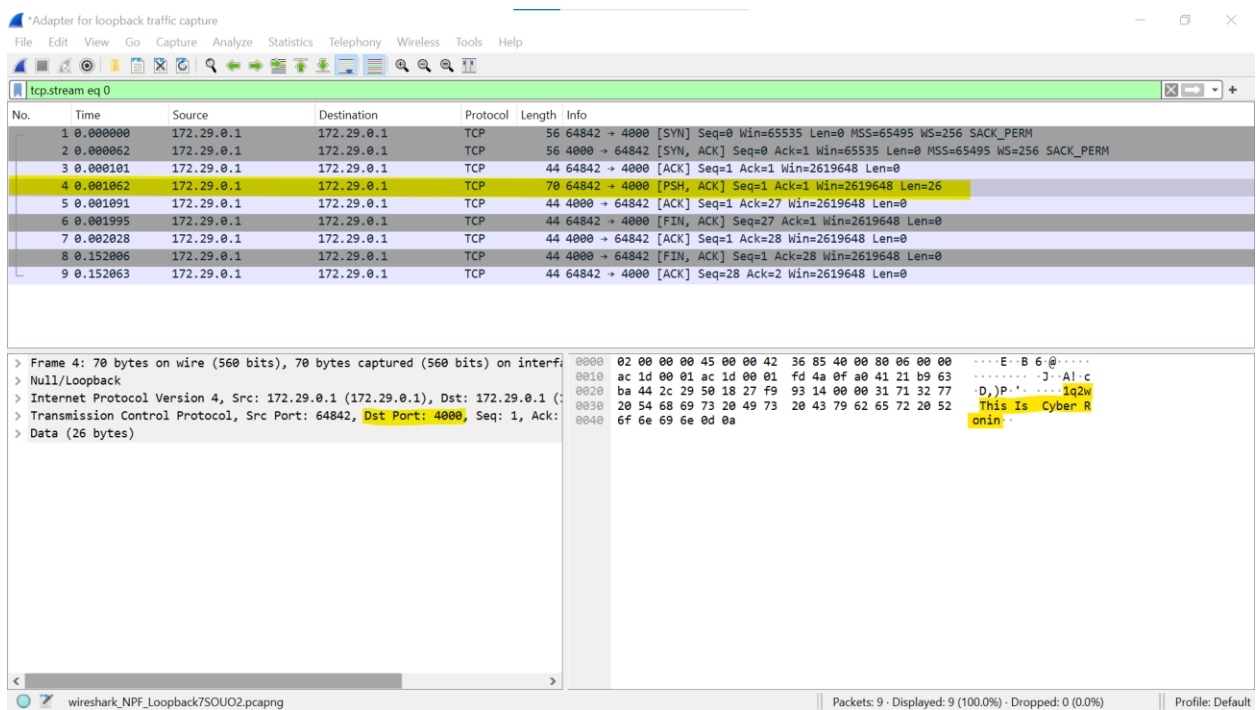 *Adapter for loopback traffic capture
File Edit View Go Capture Analyze Statistics Telephony Wireless Tools Help
tcp.stream eq 0
No. Time Source Destination Protocol Length Info
1 0.000000 172.29.0.1 172.29.0.1 TCP 56 64842 → 4000 [SYN] Seq=0 Win=65535 Len=0 MSS=65495 WS=256 SACK_PERM
2 0.000062 172.29.0.1 172.29.0.1 TCP 56 4000 → 64842 [SYN, ACK] Seq=0 Ack=1 Win=65535 Len=0 MSS=65495 WS=256 SACK_PERM
3 0.000101 172.29.0.1 172.29.0.1 TCP 44 64842 → 4000 [ACK] Seq=1 Ack=1 Win=2619648 Len=0
4 0.001062 172.29.0.1 172.29.0.1 TCP 70 64842 → 4000 [PSH, ACK] Seq=1 Ack=1 Win=2619648 Len=26
5 0.001091 172.29.0.1 172.29.0.1 TCP 44 4000 → 64842 [ACK] Seq=1 Ack=27 Win=2619648 Len=0
6 0.001995 172.29.0.1 172.29.0.1 TCP 44 64842 → 4000 [FIN, ACK] Seq=27 Ack=1 Win=2619648 Len=0
7 0.002028 172.29.0.1 172.29.0.1 TCP 44 4000 → 64842 [ACK] Seq=1 Ack=28 Win=2619648 Len=0
8 0.152006 172.29.0.1 172.29.0.1 TCP 44 4000 → 64842 [FIN, ACK] Seq=1 Ack=28 Win=2619648 Len=0
9 0.152063 172.29.0.1 172.29.0.1 TCP 44 64842 → 4000 [ACK] Seq=28 Ack=2 Win=2619648 Len=0
> Frame 4: 70 bytes on wire (560 bits), 70 bytes captured (560 bits) on interfa
> Null/Loopback
> Internet Protocol Version 4, Src: 172.29.0.1 (172.29.0.1), Dst: 172.29.0.1 (1
> Transmission Control Protocol, Src Port: 64842, Dst Port: 4000, Seq: 1, Ack:
> Data (26 bytes)
0000 02 00 00 00 45 00 00 42 36 85 40 00 80 06 00 00 ····E··B 6·@·····
0010 ac 1d 00 01 ac 1d 00 01 fd 4a 0f a0 41 21 b9 63 ········ ·J··A!·c
0020 ba 44 2c 29 50 18 27 f9 93 14 00 00 31 71 32 77 ·D,)P·'· ····1q2w
0030 20 54 68 69 73 20 49 73 20 43 79 62 65 72 20 52 This Is Cyber R
0040 6f 6e 69 6e 0d 0a onin··
wireshark_NPF_Loopback7SOUO2.pcapng Packets: 9 · Displayed: 9 (100.0%) · Dropped: 0 (0.0%) Profile: Default